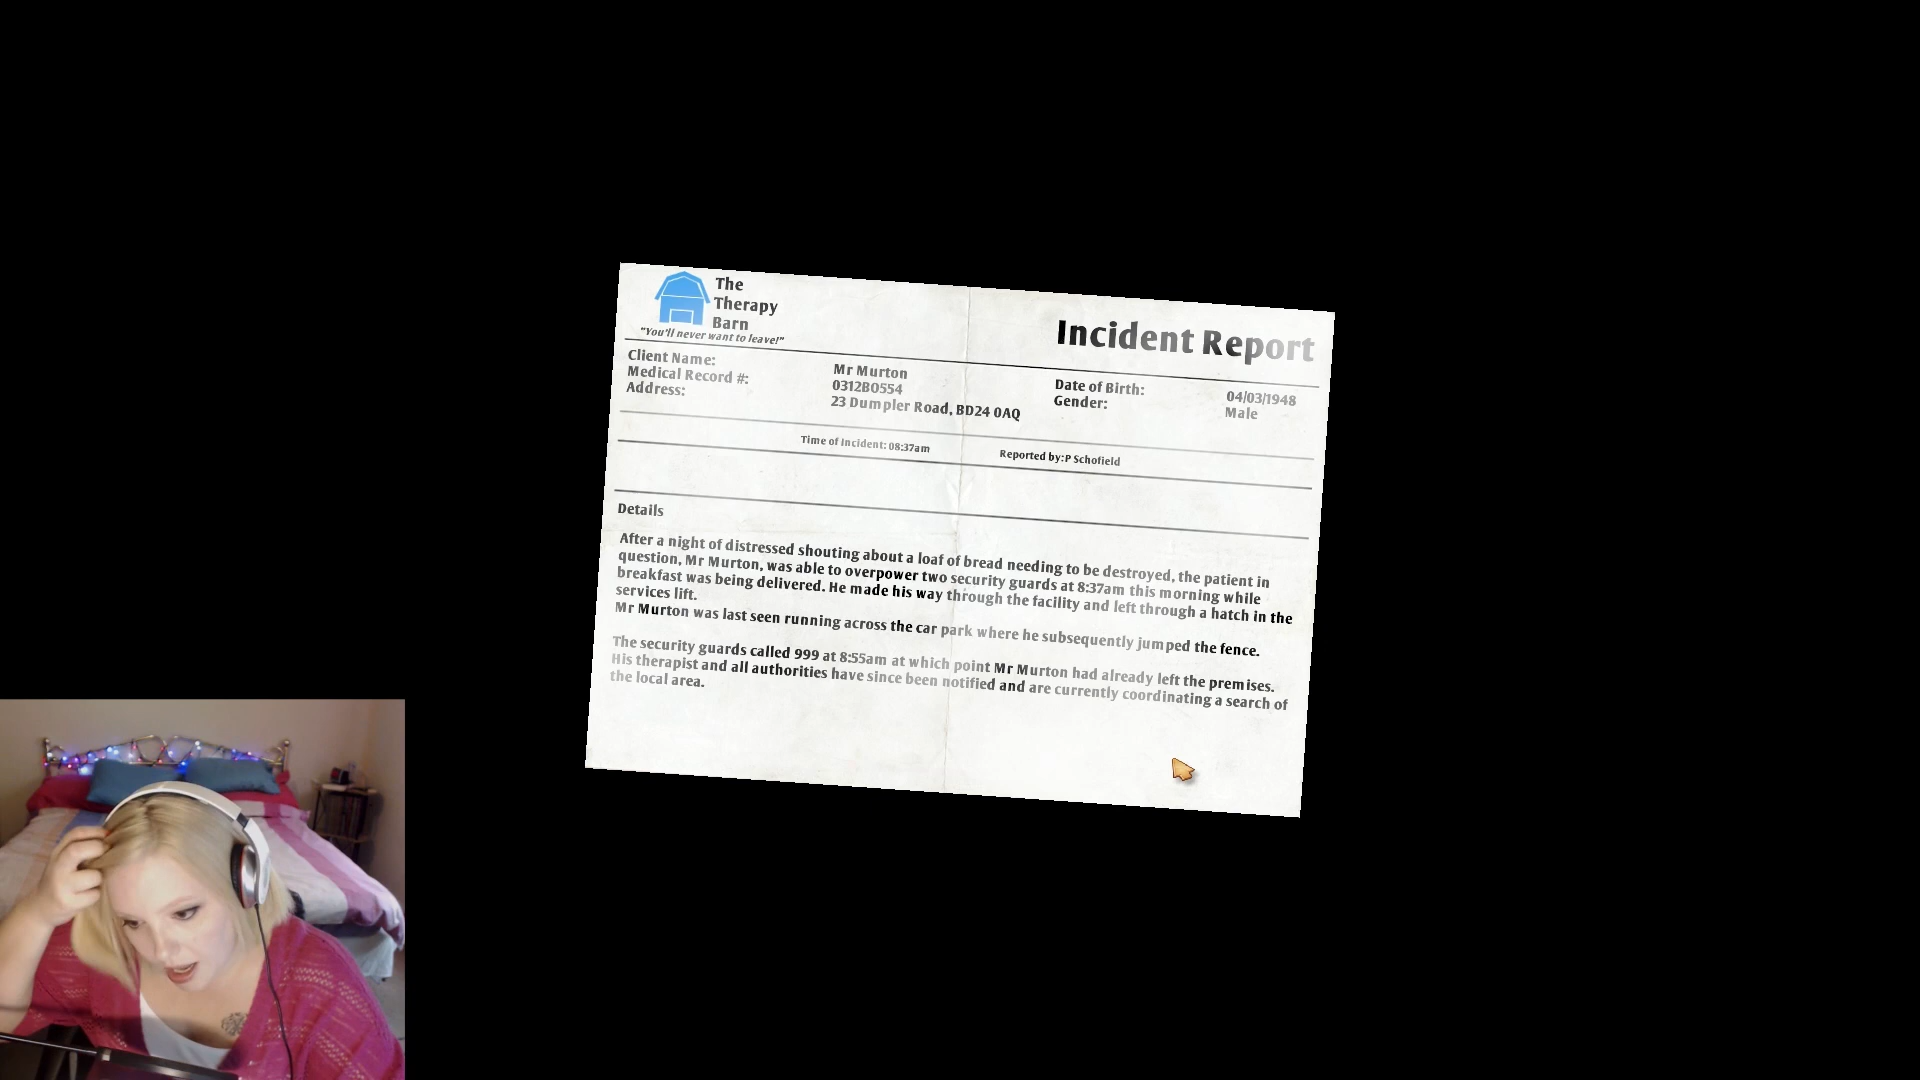 The
Therapy
Barn
"You'll never want to leave!"
Incident Report
Client Name: Mr Murton
Medical Record #: 0312B0554
Address: 23 Dumpler Road, BD24 0AQ
Date of Birth: 04/03/1948
Gender: Male
Time of Incident: 08:37am Reported by:P Schofield
Details
After a night of distressed shouting about a loaf of bread needing to be destroyed, the patient in
question, Mr Murton, was able to overpower two security guards at 8:37am this morning while
breakfast was being delivered. He made his way through the facility and left through a hatch in the
services lift.
Mr Murton was last seen running across the car park where he subsequently jumped the fence.
The security guards called 999 at 8:55am at which point Mr Murton had already left the premises.
His therapist and all authorities have since been notified and are currently coordinating a search of
the local area.